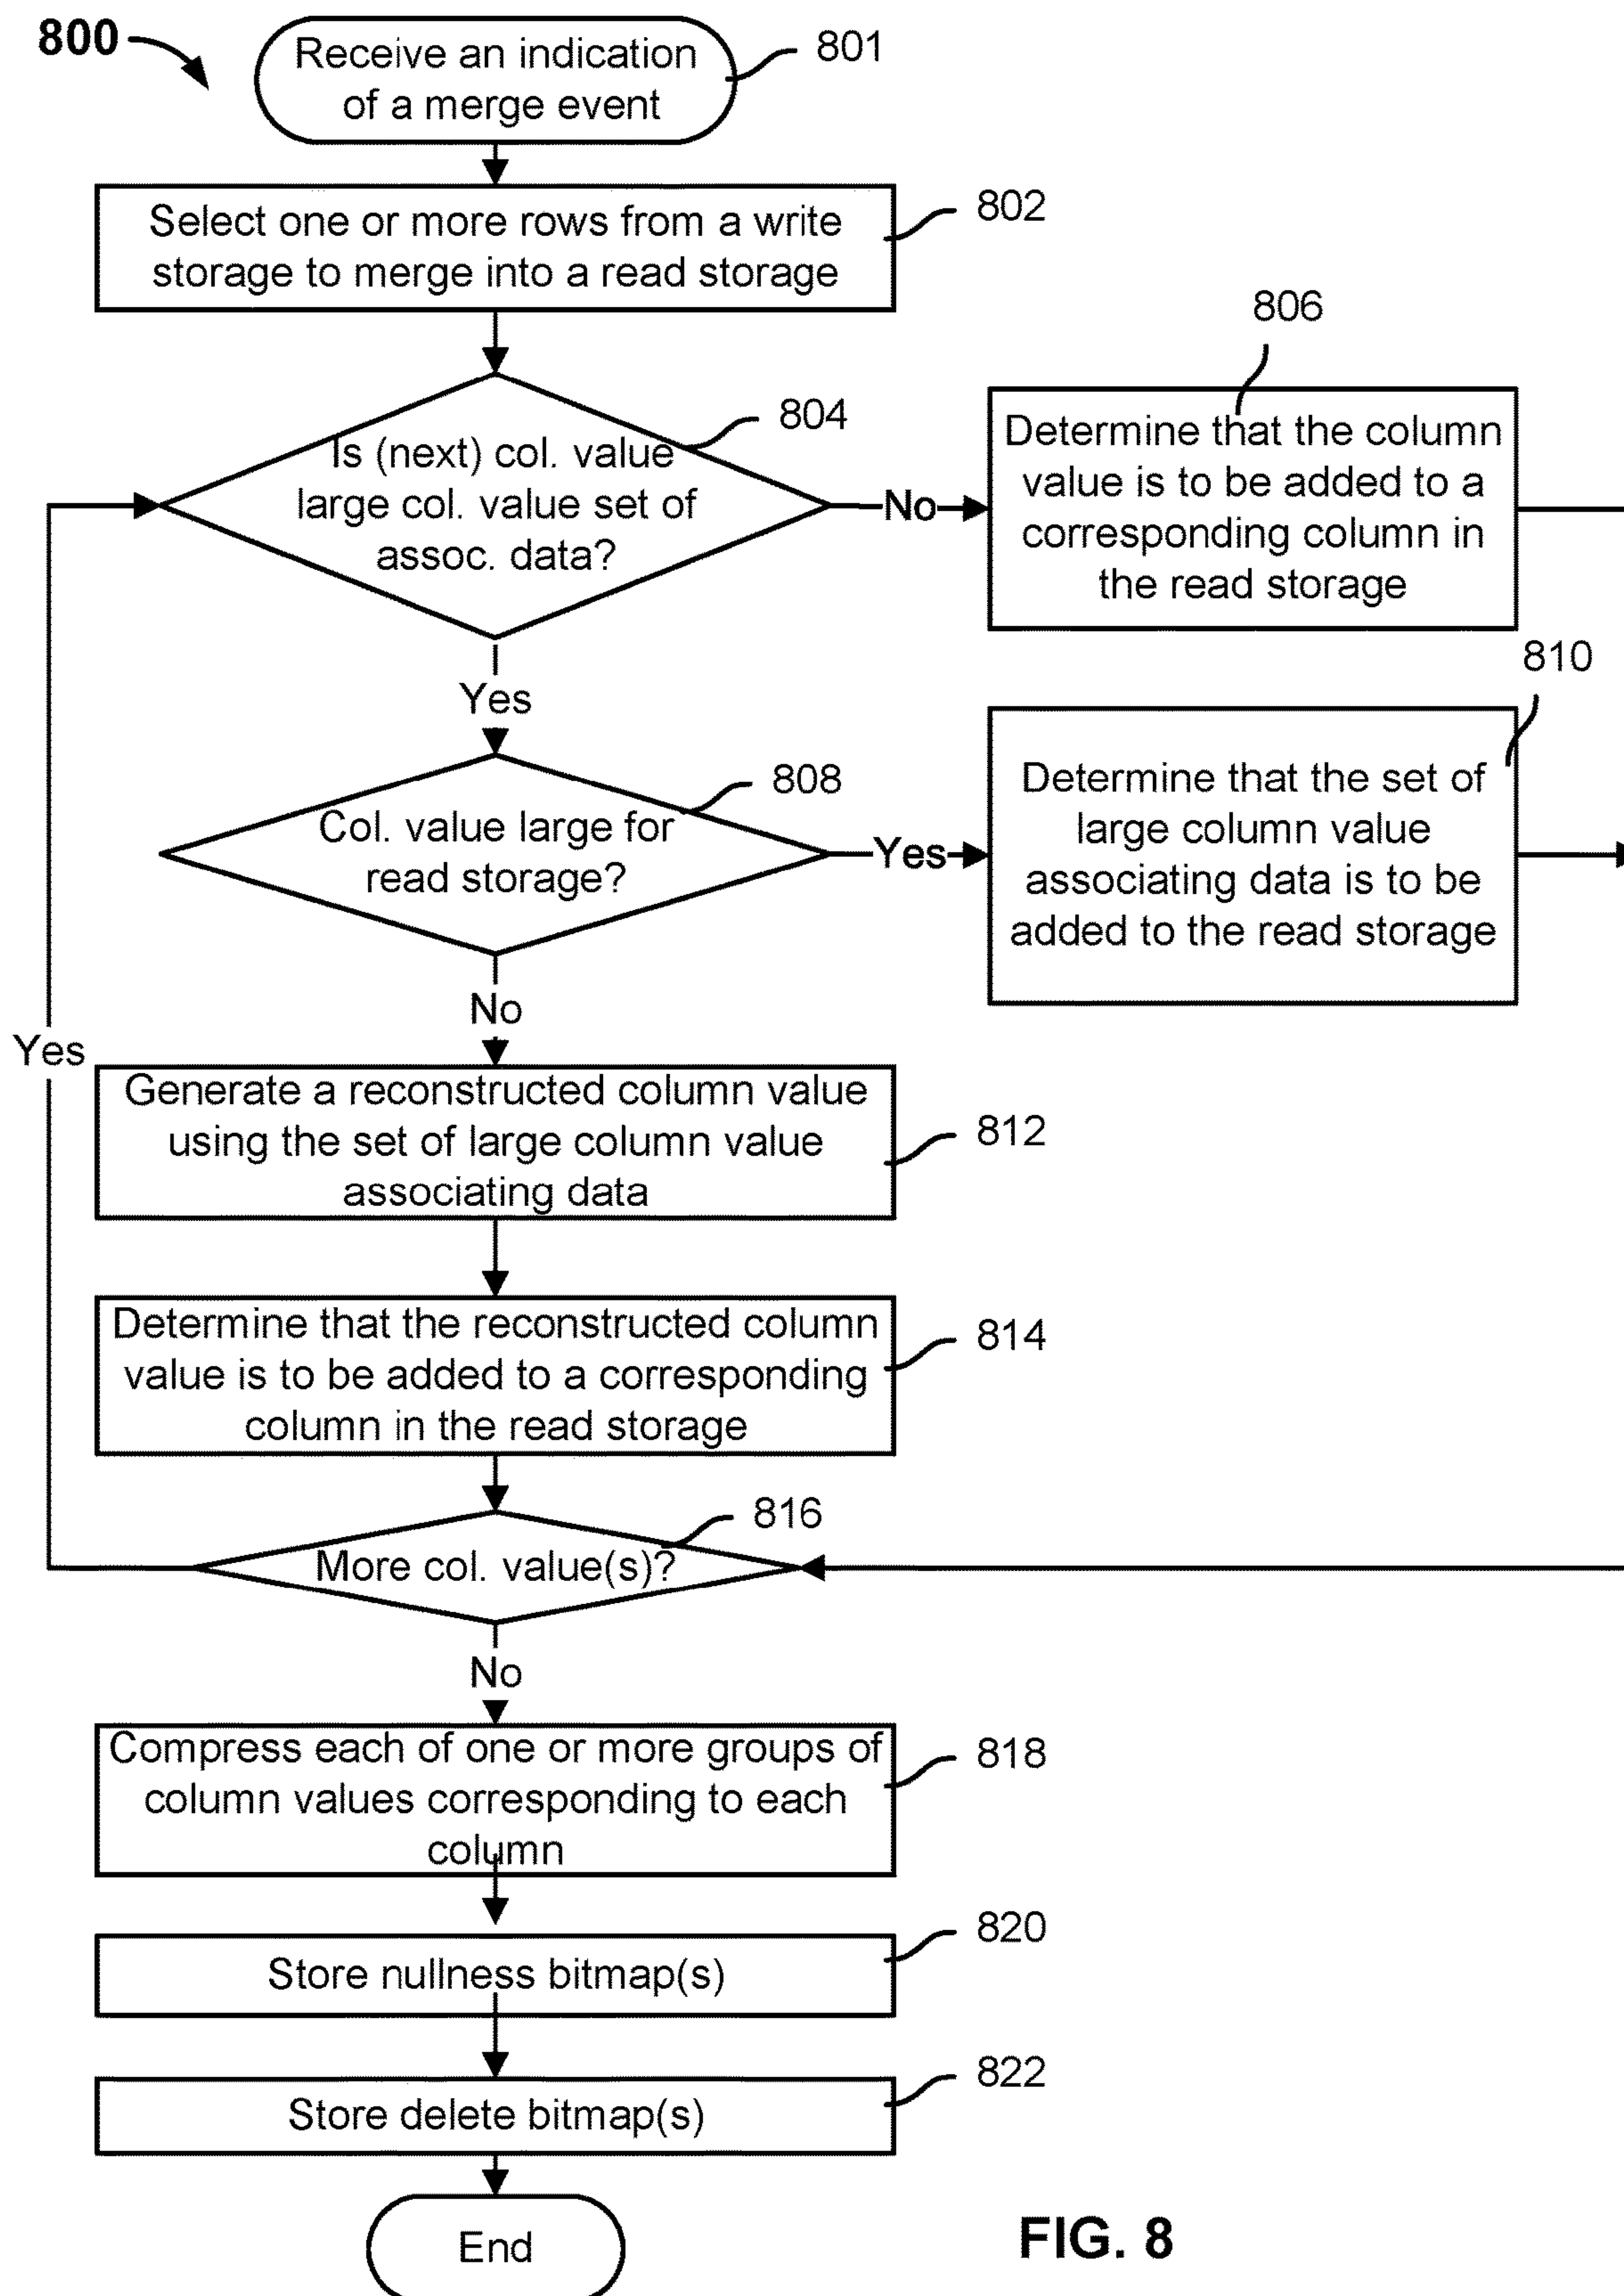 800
Receive an indication
of a merge event
801
Select one or more rows from a write
storage to merge into a read storage
802
Is (next) col. value
large col. value set of
assoc. data?
804
No
806
Determine that the column
value is to be added to a
corresponding column in
the read storage
Yes
Col. value large for
read storage?
808
Yes
810
Determine that the set of
large column value
associating data is to be
added to the read storage
No
Yes
Generate a reconstructed column value
using the set of large column value
associating data
812
Determine that the reconstructed column
value is to be added to a corresponding
column in the read storage
814
More col. value(s)?
816
No
Compress each of one or more groups of
column values corresponding to each
column
818
Store nullness bitmap(s)
820
Store delete bitmap(s)
822
End
FIG. 8